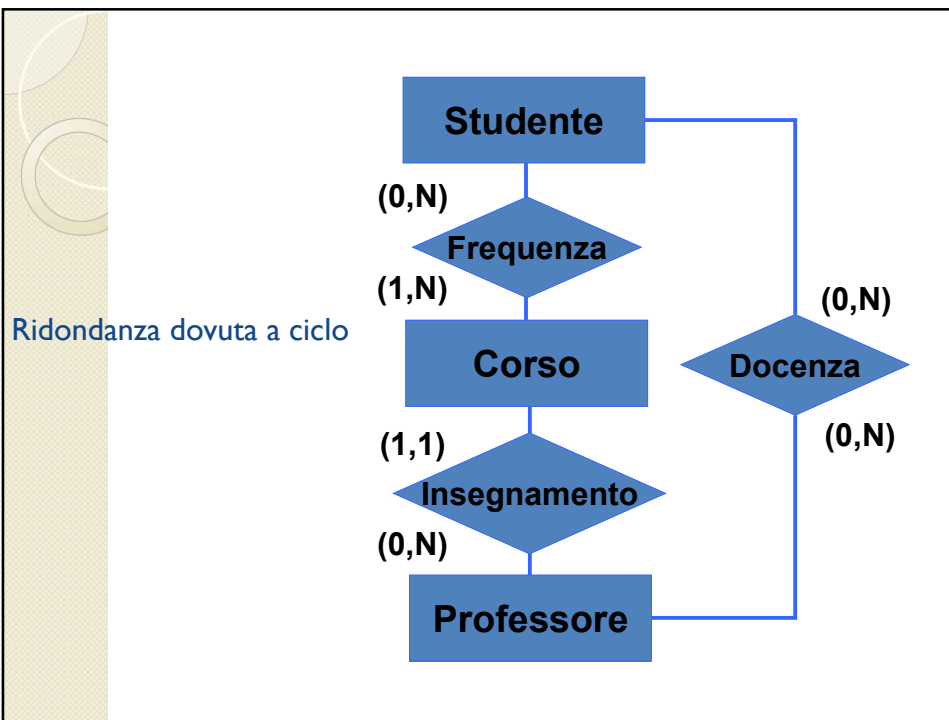 Studente
(0,N)
Frequenza
(1,N)
(0,N)
Ridondanza dovuta a ciclo
Corso
Docenza
(1,1)
(0,N)
Insegnamento
(0,N)
Professore